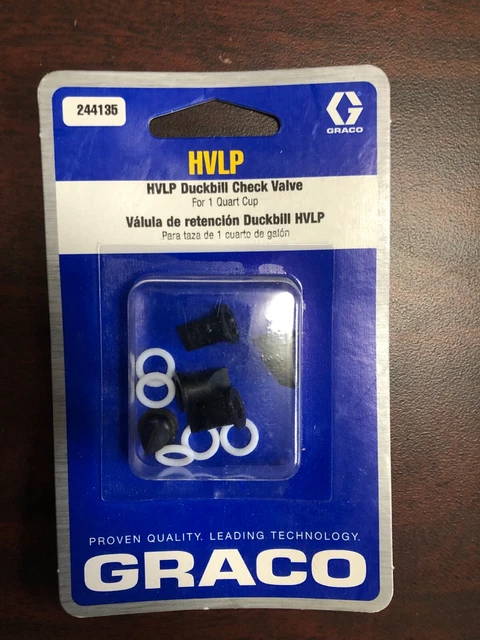 244135
GRACO
HVLP
HVLP Duckbill Check Valve
For 1 Quart Cup
Válula de retención Duckbill HVLP
Para taza de 1 cuarto de galón
PROVEN QUALITY. LEADING TECHNOLOGY.
GRACO